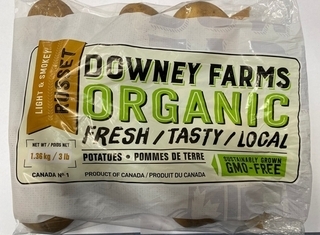 LIGHT & SMOKEY
RUSSET
DOWNEY FARMS
ORGANIC
FRESH / TASTY / LOCAL
NET WT / POIDS NET
1.36 kg / 3 lb
POTATOES • POMMES DE TERRE
SUSTAINABLY GROWN
GMO-FREE
CANADA Nº 1
PRODUCT OF CANADA / PRODUIT DU CANADA